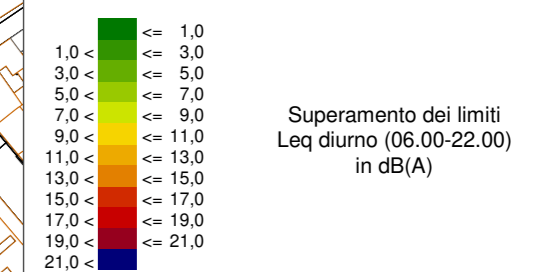 <= 1,0
1,0 < <= 3,0
3,0 < <= 5,0
5,0 < <= 7,0
7,0 < <= 9,0
9,0 < <= 11,0
11,0 < <= 13,0
13,0 < <= 15,0
15,0 < <= 17,0
17,0 < <= 19,0
19,0 < <= 21,0
21,0 <
Superamento dei limiti
Leq diurno (06.00-22.00)
in dB(A)